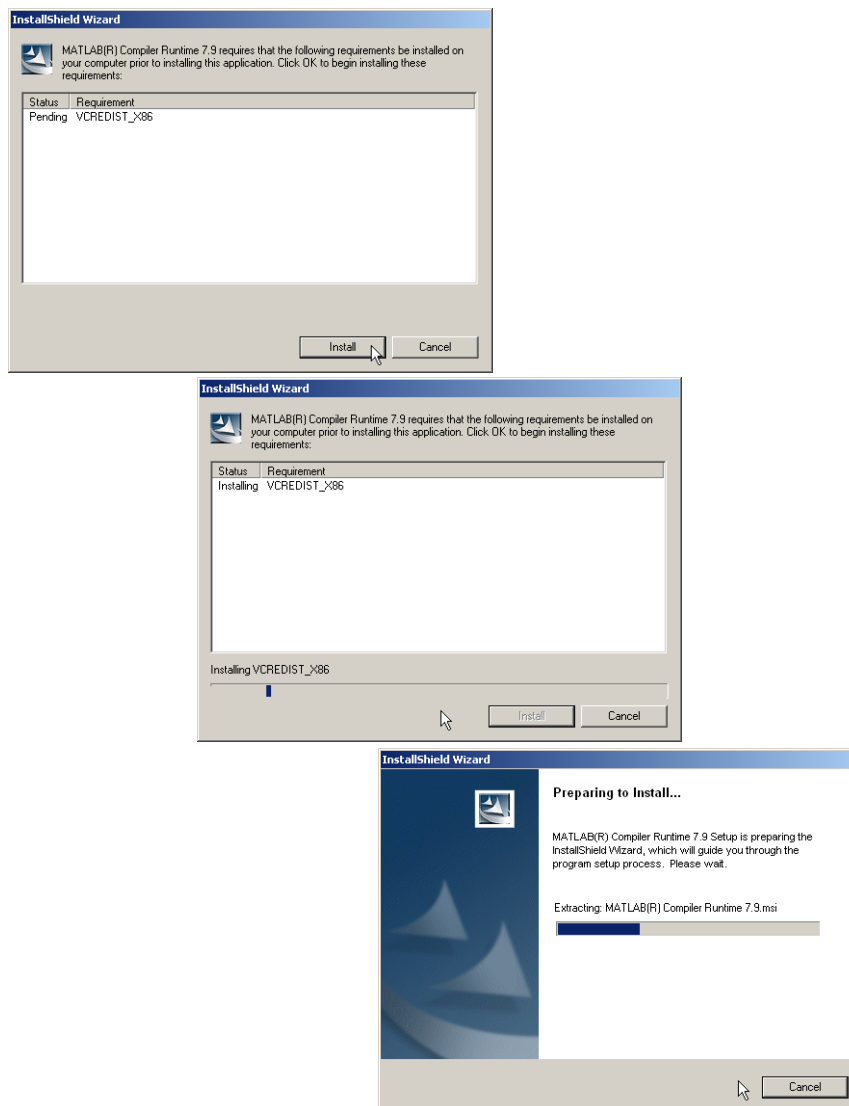 InstallShield Wizard
MATLAB(R) Compiler Runtime 7.9 requires that the following requirements be installed on
your computer prior to installing this application. Click OK to begin installing these
requirements:
Status Requirement
Pending VCREDIST_X86
Install Cancel
InstallShield Wizard
MATLAB(R) Compiler Runtime 7.9 requires that the following requirements be installed on
your computer prior to installing this application. Click OK to begin installing these
requirements:
Status Requirement
Installing VCREDIST_X86
Installing VCREDIST_X86
Install Cancel
InstallShield Wizard
Preparing to Install...
MATLAB(R) Compiler Runtime 7.9 Setup is preparing the
InstallShield Wizard, which will guide you through the
program setup process. Please wait.
Extracting: MATLAB(R) Compiler Runtime 7.9.msi
Cancel